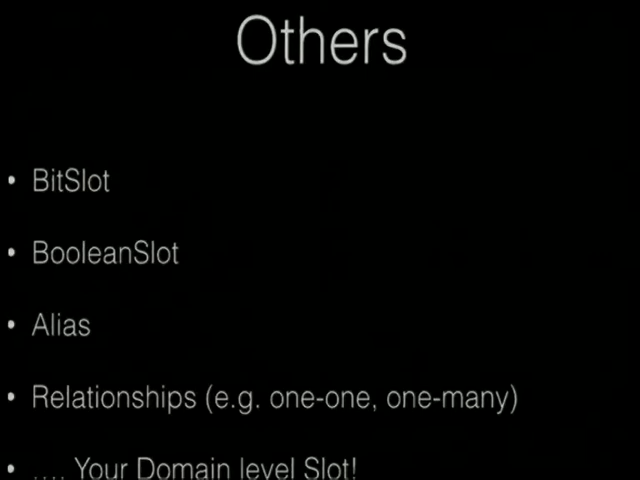 Others
• BitSlot
• BooleanSlot
• Alias
• Relationships (e.g. one-one, one-many)
• .... Your Domain level Slot!